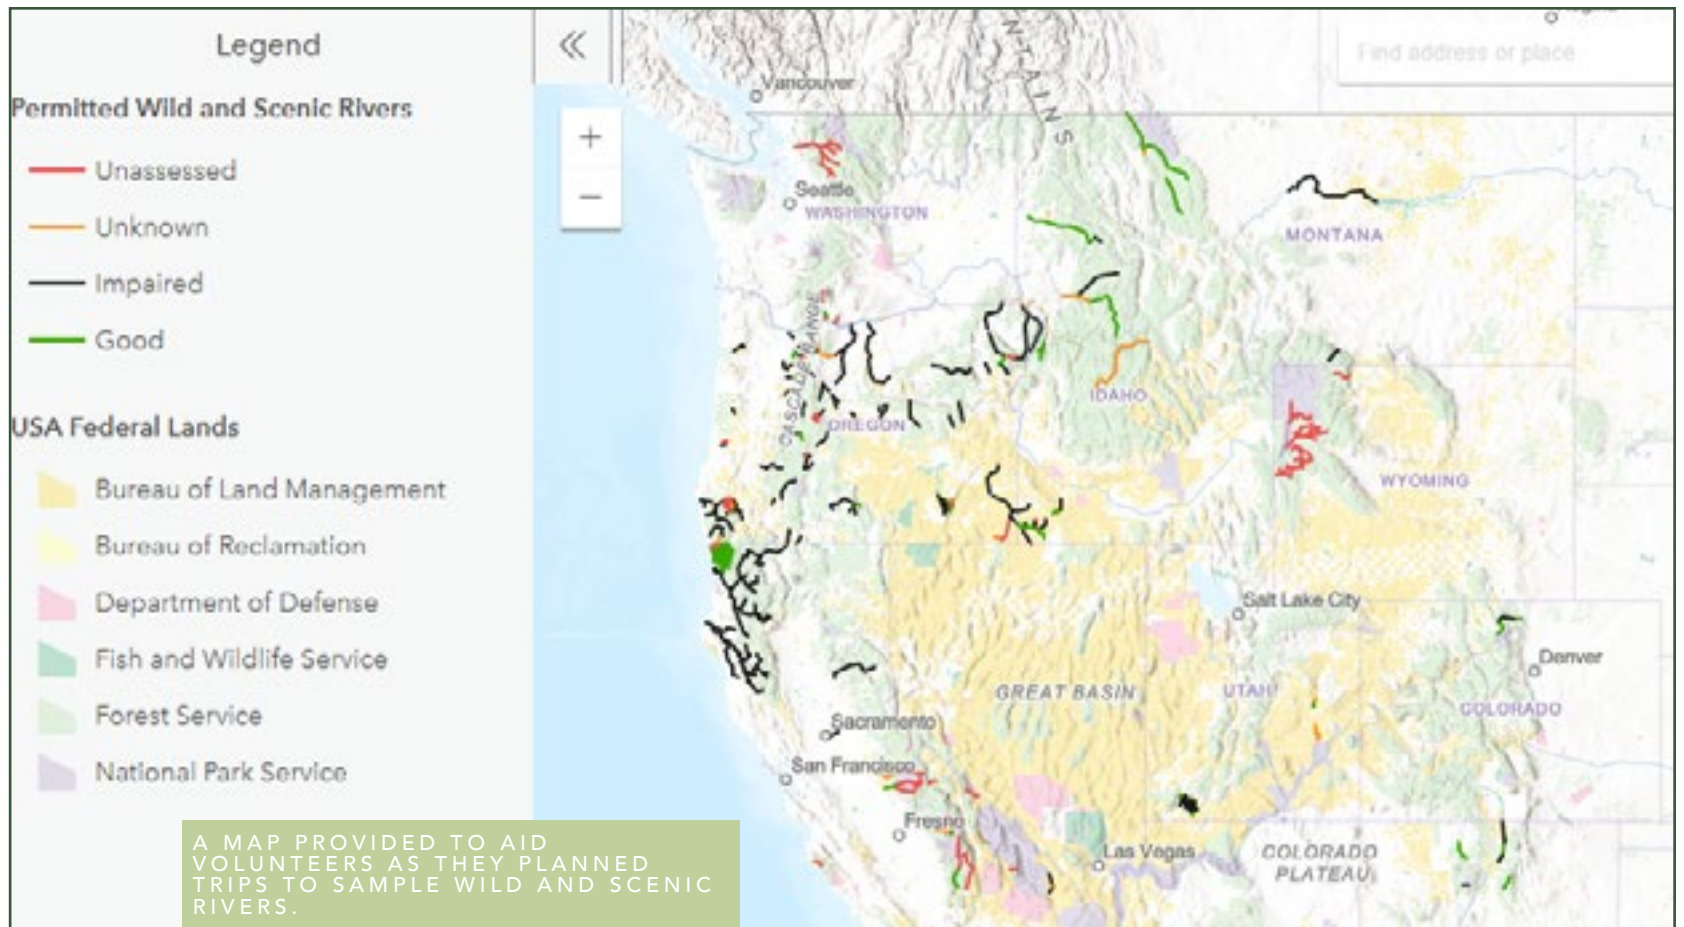 Legend
Permitted Wild and Scenic Rivers
Unassessed
Unknown
Impaired
Good
USA Federal Lands
Bureau of Land Management
Bureau of Reclamation
Department of Defense
Fish and Wildlife Service
Forest Service
National Park Service
A MAP PROVIDED TO AID
VOLUNTEERS AS THEY PLANNED
TRIPS TO SAMPLE WILD AND SCENIC
RIVERS.
Find address or place
+
−
NTAINS
Vancouver
Seattle
WASHINGTON
MONTANA
CASCADE RANGE
OREGON
IDAHO
WYOMING
Salt Lake City
Denver
GREAT BASIN
UTAH
COLORADO
Sacramento
San Francisco
Fresno
Las Vegas
COLORADO
PLATEAU